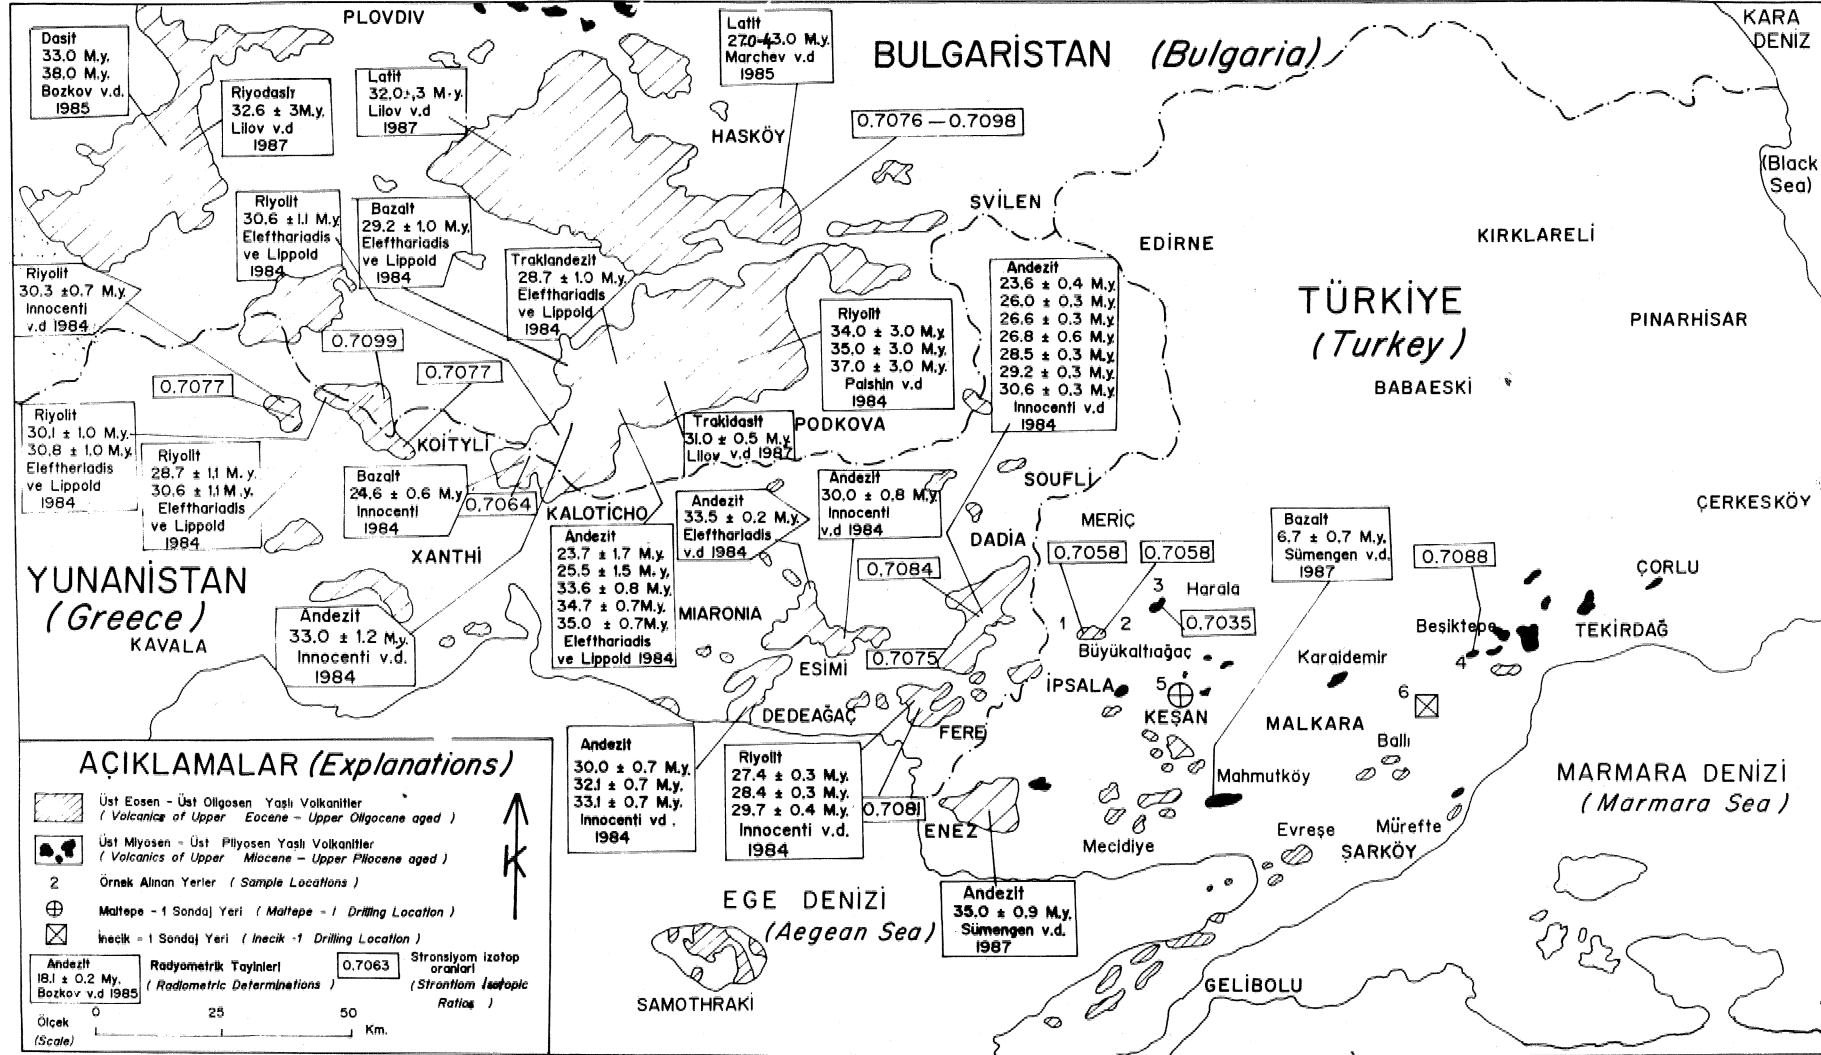 PLOVDIV
Dasit
33.0 M.y.
38.0 M.y.
Bozkov v.d.
1985
Riyodasit
32.6 ± 3M.y.
Lilov v.d
1987
Latit
32.0±,3 M.y.
Lilov v.d
1987
Latit
Marchev v.d
1985
BULGARİSTAN (Bulgaria)
KARA
DENİZ
(Black
Sea)
HASKÖY
0.7076 — 0.7098
SVİLEN
EDİRNE
KIRKLARELİ
TÜRKİYE
(Turkey)
PINARHİSAR
BABAESKİ
Riyolit
30.6 ±1.1 M.y.
Elefthariadis
ve Lippold
1984
Bazalt
29.2 ± 1.0 M.y.
Elefthariadis
ve Lippold
1984
Traklandezit
28.7 ± 1.0 M.y.
Eleftharidis
ve Lippold
1984
Riyolit
30.3 ±0.7 M.y.
Innocenti
v.d 1984
0.7099
0.7077
0.7077
Riyolit
34.0 ± 3.0 M.y.
35.0 ± 3.0 M.y.
37.0 ± 3.0 M.y.
Palshin v.d
1984
Andezit
23.6 ± 0.4 M.y.
26.0 ± 0.3 M.y.
26.6 ± 0.3 M.y.
26.8 ± 0.6 M.y.
28.5 ± 0.3 M.y.
29.2 ± 0.3 M.y.
30.6 ± 0.3 M.y.
Innocenti v.d
1984
Riyolit
30.1 ± 1.0 M.y.
30.8 ± 1.0 M.y.
Eleftheriadis
ve Lippold
1984
Riyolit
28.7 ± 1.1 M.y.
30.6 ± 1.1 M.y.
Elefthariadis
ve Lippold
1984
KOİTYLİ
Bazalt
24.6 ± 0.6 M.y
Innocenti
1984
0.7064
KALOTİCHO
Trakidasit
31.0 ± 0.5 M.y.
Lilov v.d 1987
PODKOVA
SOUFLİ
XANTHİ
Andezit
23.7 ± 1.7 M.y.
25.5 ± 1.5 M.y.
33.6 ± 0.8 M.y.
34.7 ± 0.7M.y.
35.0 ± 0.7M.y.
Elefthariadis
ve Lippold 1984
Andezit
33.5 ± 0.2 M.y.
Elefthariadis
v.d 1984
Andezit
30.0 ± 0.8 M.y.
Innocenti
v.d 1984
DADIA
MERİÇ
0.7058
0.7058
ÇERKESKÖY
Bazalt
6.7 ± 0.7 M.y.
Sümengen v.d.
1987
0.7088
ÇORLU
YUNANİSTAN
(Greece)
KAVALA
Andezit
33.0 ± 1.2 M.y.
Innocenti v.d.
1984
MIARONIA
0.7084
3
Harala
0.7035
1
2
Büyükaltıağaç
Beşiktepe
4
TEKİRDAĞ
ESİMİ
0.7075
İPSALA
5
KEŞAN
Karaidemir
6
MALKARA
Ballı
DEDEAĞAÇ
FERE
Andezit
30.0 ± 0.7 M.y.
32.1 ± 0.7 M.y.
33.1 ± 0.7 M.y.
Innocenti vd.
1984
Riyolit
27.4 ± 0.3 M.y.
28.4 ± 0.3 M.y.
29.7 ± 0.4 M.y.
Innocenti v.d.
1984
0.7081
ENEZ
Mahmutköy
Mecidiye
Evreşe
Mürefte
ŞARKÖY
MARMARA DENİZİ
(Marmara Sea)
EGE DENİZİ
(Aegean Sea)
Andezit
35.0 ± 0.9 M.y.
Sümengen v.d.
1987
SAMOTHRAKİ
GELİBOLU
AÇIKLAMALAR (Explanations)
Üst Eosen - Üst Oligosen Yaşlı Volkanitler
(Volcanics of Upper Eocene - Upper Oligocene aged)
Üst Miyosen - Üst Pliyosen Yaşlı Volkanitler
(Volcanics of Upper Miocene - Upper Pliocene aged)
2 Örnek Alınan Yerler (Sample Locations)
Maltepe - 1 Sondaj Yeri (Maltepe - 1 Drilling Location)
İnecik - 1 Sondaj Yeri (Inecik -1 Drilling Location)
K
Andezit
18.1 ± 0.2 My.
Bozkov v.d 1985
Radyometrik Tayinleri
(Radiometric Determinations)
0.7063
Stronsiyom izotop
oranları
(Strontiom Isotopic
Ratios)
Ölçek
(Scale)
0 25 50
Km.